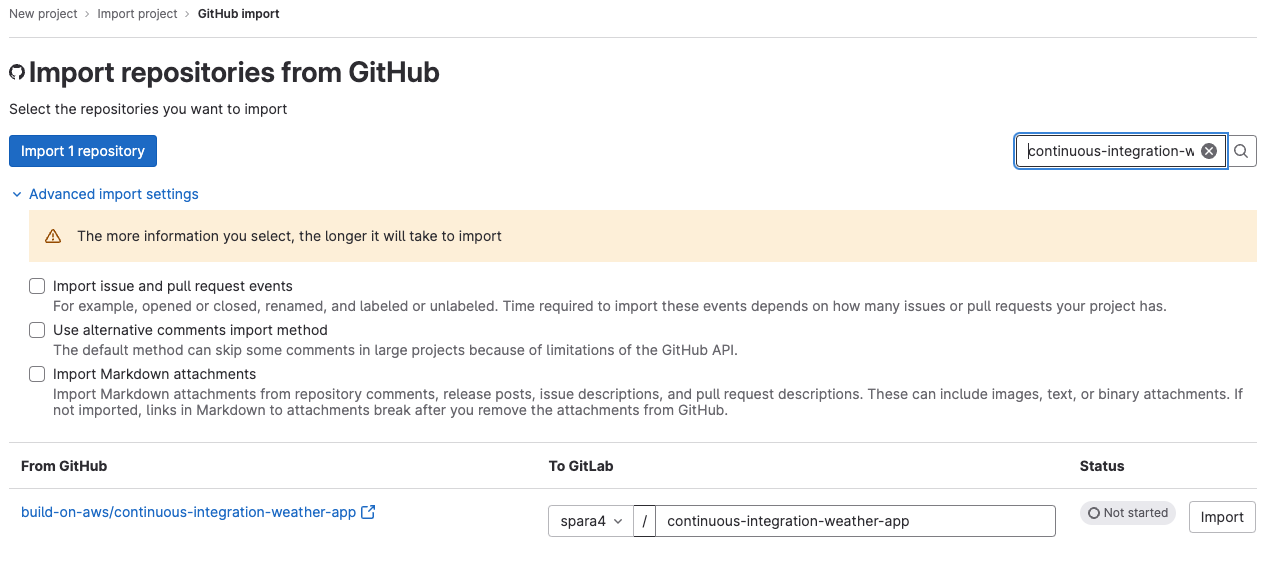 New project › Import project › GitHub import
Import repositories from GitHub
Select the repositories you want to import
Import 1 repository
continuous-integration-w
Advanced import settings
The more information you select, the longer it will take to import
Import issue and pull request events
For example, opened or closed, renamed, and labeled or unlabeled. Time required to import these events depends on how many issues or pull requests your project has.
Use alternative comments import method
The default method can skip some comments in large projects because of limitations of the GitHub API.
Import Markdown attachments
Import Markdown attachments from repository comments, release posts, issue descriptions, and pull request descriptions. These can include images, text, or binary attachments. If
not imported, links in Markdown to attachments break after you remove the attachments from GitHub.
From GitHub To GitLab Status
build-on-aws/continuous-integration-weather-app spara4 / continuous-integration-weather-app Not started Import